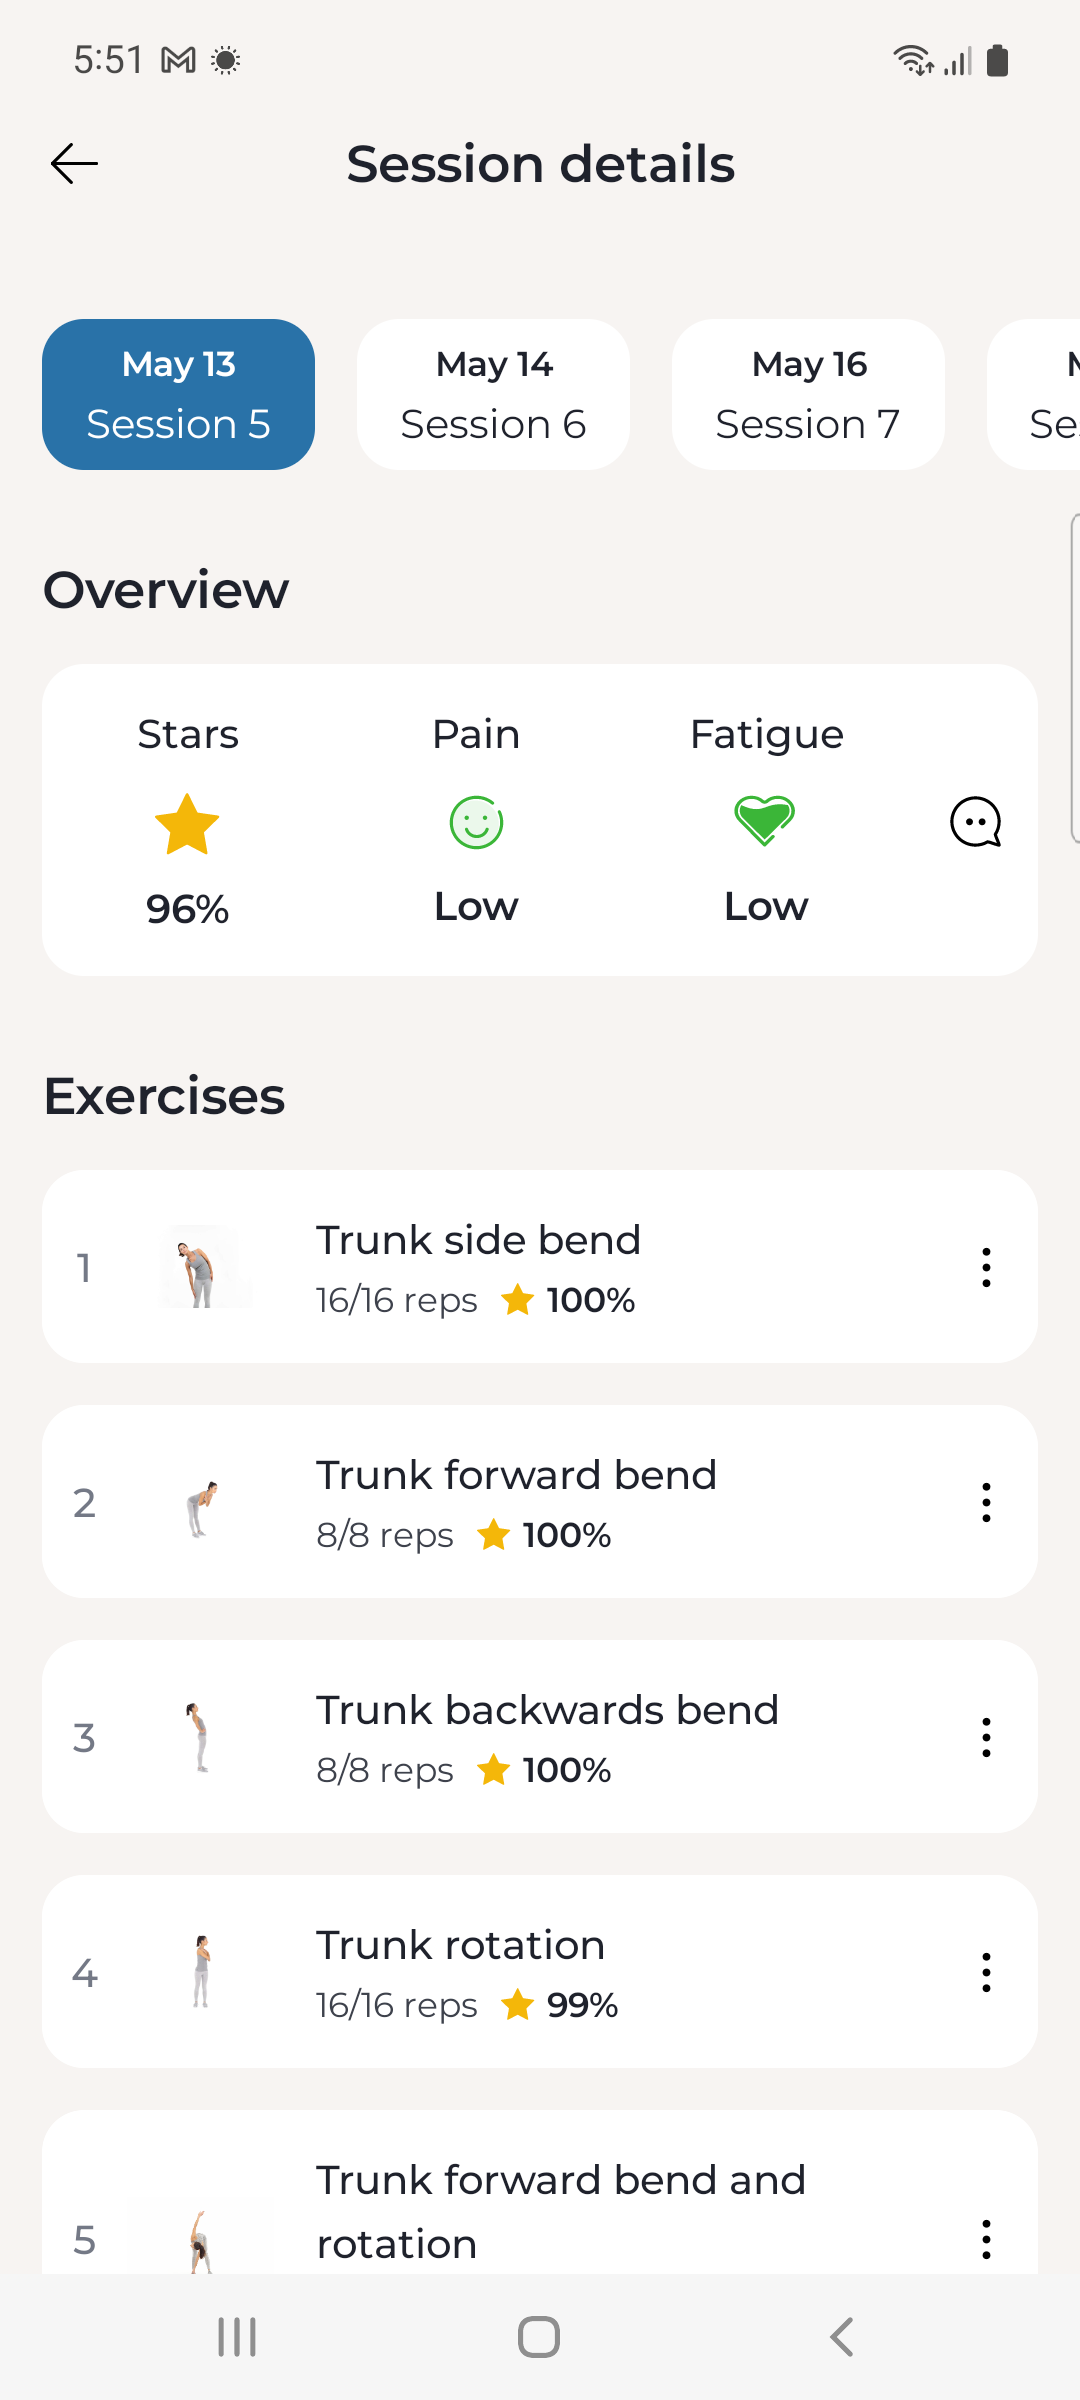 5:51
Session details
May 13
Session 5
May 14
Session 6
May 16
Session 7
Overview
Stars
Pain
Fatigue
96%
Low
Low
Exercises
1
Trunk side bend
16/16 reps 100%
2
Trunk forward bend
8/8 reps 100%
3
Trunk backwards bend
8/8 reps 100%
4
Trunk rotation
16/16 reps 99%
5
Trunk forward bend and
rotation